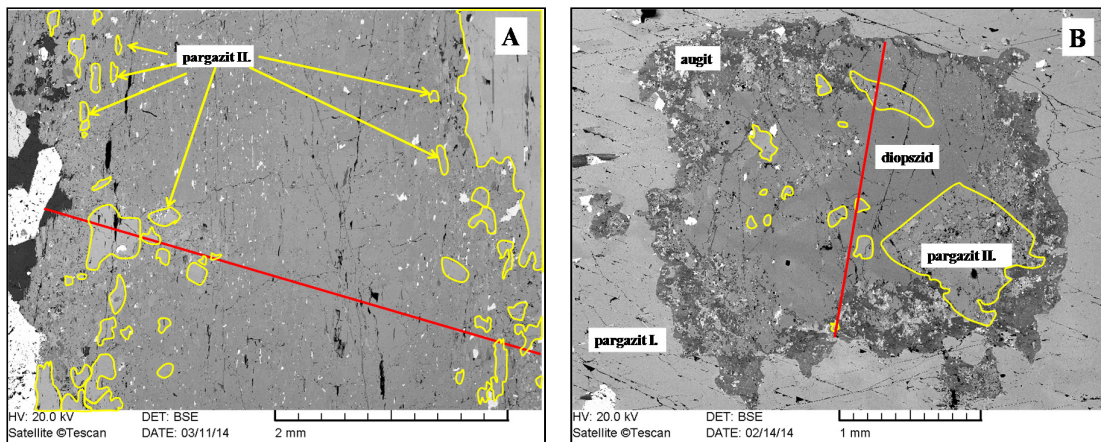 A
pargazit II.
HV: 20.0 kV DET: BSE
Satellite ©Tescan DATE: 03/11/14 2 mm
B
augit
diopszid
pargazit II.
pargazit I.
HV: 20.0 kV DET: BSE
Satellite ©Tescan DATE: 02/14/14 1 mm